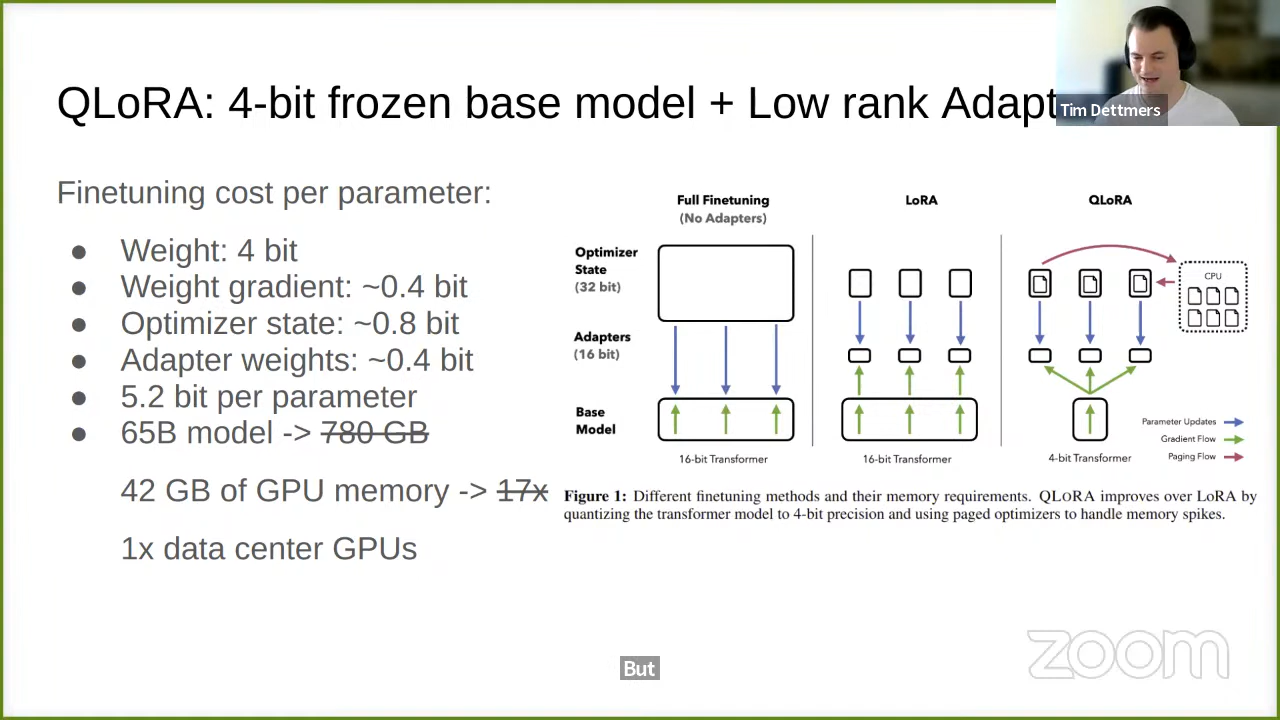 QLoRA: 4-bit frozen base model + Low rank Adapt
Tim Dettmers
Finetuning cost per parameter:
● Weight: 4 bit
● Weight gradient: ~0.4 bit
● Optimizer state: ~0.8 bit
● Adapter weights: ~0.4 bit
● 5.2 bit per parameter
● 65B model -> 780 GB
42 GB of GPU memory -> 17x
1x data center GPUs
Full Finetuning
(No Adapters)
LoRA
QLoRA
Optimizer
State
(32 bit)
CPU
Adapters
(16 bit)
Base
Model
Parameter Updates
Gradient Flow
Paging Flow
16-bit Transformer
16-bit Transformer
4-bit Transformer
Figure 1: Different finetuning methods and their memory requirements. QLORA improves over LoRA by
quantizing the transformer model to 4-bit precision and using paged optimizers to handle memory spikes.
But
zoom